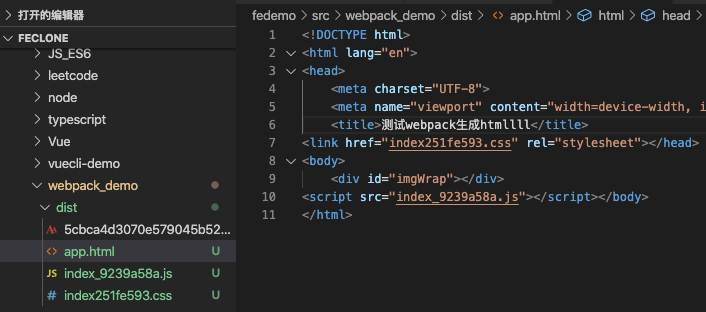 打开的编辑器
FECLONE
JS_ES6
leetcode
node
typescript
Vue
vuecli-demo
webpack_demo
dist
5cbca4d3070e579045b52...
app.html U
JS index_9239a58a.js U
# index251fe593.css U
fedemo > src > webpack_demo > dist > app.html > html > head >
1 <!DOCTYPE html>
2 <html lang="en">
3 <head>
4 <meta charset="UTF-8">
5 <meta name="viewport" content="width=device-width, i
6 <title>测试webpack生成htmllll</title>
7 <link href="index251fe593.css" rel="stylesheet"></head>
8 <body>
9 <div id="imgWrap"></div>
10 <script src="index_9239a58a.js"></script></body>
11 </html>